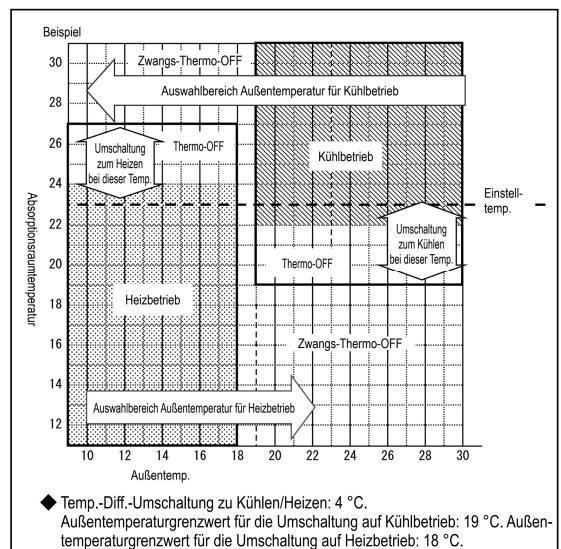 Beispiel
30
28
26
24
22
20
18
16
14
12
Absorptionsraumtemperatur
Zwangs-Thermo-OFF
Auswahlbereich Außentemperatur für Kühlbetrieb
Umschaltung
zum Heizen
bei dieser Temp.
Thermo-OFF
Kühlbetrieb
Einstell-
temp.
Umschaltung
zum Kühlen
bei dieser Temp.
Thermo-OFF
Heizbetrieb
Zwangs-Thermo-OFF
Auswahlbereich Außentemperatur für Heizbetrieb
10 12 14 16 18 20 22 24 26 28 30
Außentemp.
◆ Temp.-Diff.-Umschaltung zu Kühlen/Heizen: 4 °C.
Außentemperaturgrenzwert für die Umschaltung auf Kühlbetrieb: 19 °C. Außen-
temperaturgrenzwert für die Umschaltung auf Heizbetrieb: 18 °C.